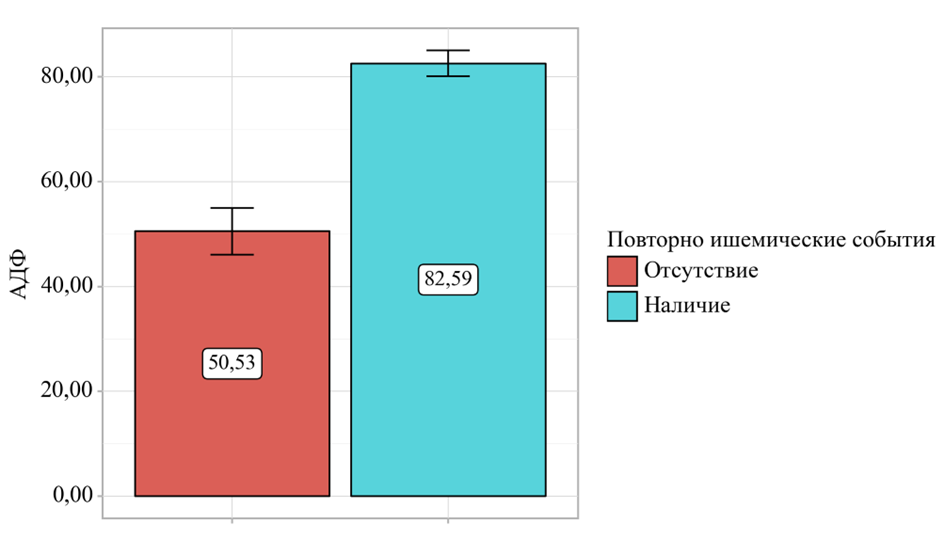 80,00
60,00
40,00
20,00
0,00
АДФ
50,53
82,59
Повторно ишемические события
Отсутствие
Наличие